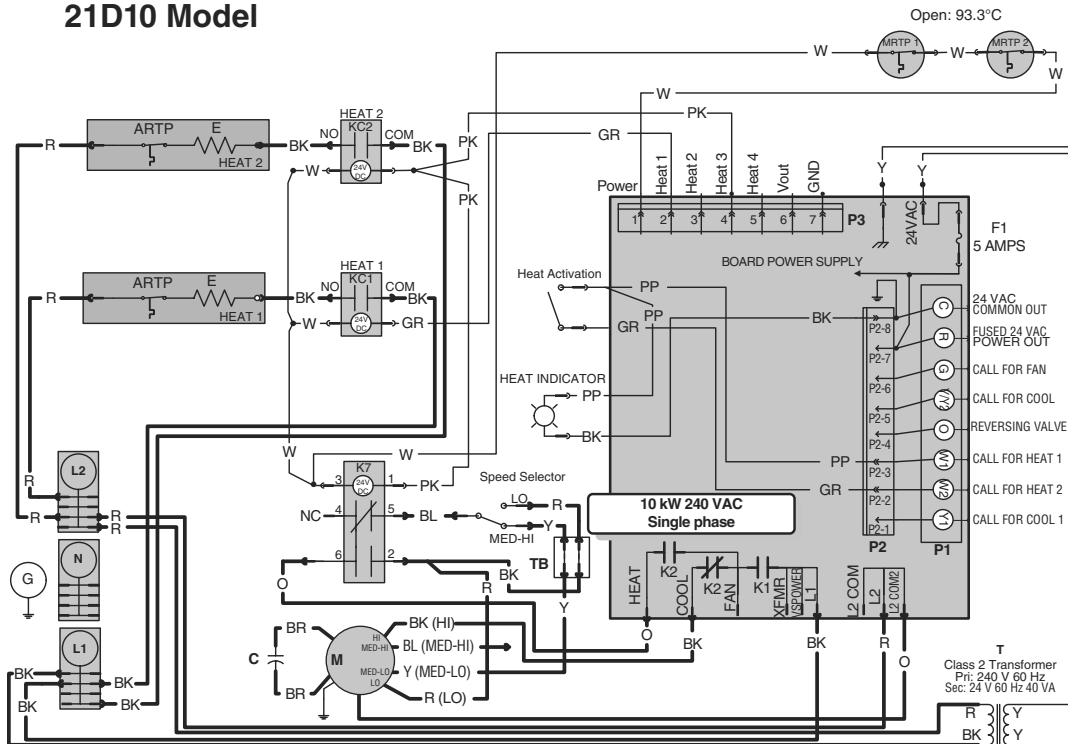 21D10 Model
Open: 93.3°C
MRTP 1
MRTP 2
W
W
W
W
PK
GR
HEAT 2
KC2
ARTP
E
HEAT 2
NO
COM
R
BK
BK
PK
W
24V
DC
PK
Power
Heat 1
Heat 2
Heat 3
Heat 4
Vout
GND
1
2
3
4
5
6
7
P3
Y
Y
24VAC
F1
5 AMPS
BOARD POWER SUPPLY
HEAT 1
KC1
ARTP
E
HEAT 1
NO
COM
R
BK
BK
W
24V
DC
GR
Heat Activation
PP
GR
PP
PP
BK
HEAT INDICATOR
PP
BK
P2-8
P2-7
P2-6
P2-5
P2-4
P2-3
P2-2
P2-1
P2
C
R
G
W/Y2
O
W1
W2
Y1
P1
24 VAC
COMMON OUT
FUSED 24 VAC
POWER OUT
CALL FOR FAN
CALL FOR COOL
REVERSING VALVE
CALL FOR HEAT 1
CALL FOR HEAT 2
CALL FOR COOL 1
PP
GR
W
W
R
L2
R
R
R
N
G
L1
BK
BK
BK
BK
K7
3
24V
DC
1
PK
NC
4
5
BL
6
2
O
Speed Selector
LO
R
Y
MED-HI
TB
BK
R
Y
10 kW 240 VAC
Single phase
K2
K2
K1
HEAT
COOL
FAN
XFMR
VSPOWER
L1
L2 COM
L2
L2 COM2
O
BK
BK
R
O
C
BR
BR
M
HI
MED-HI
MED-LO
LO
BK (HI)
BL (MED-HI)
Y (MED-LO)
R (LO)
T
Class 2 Transformer
Pri: 240 V 60 Hz
Sec: 24 V 60 Hz 40 VA
R
Y
BK
Y